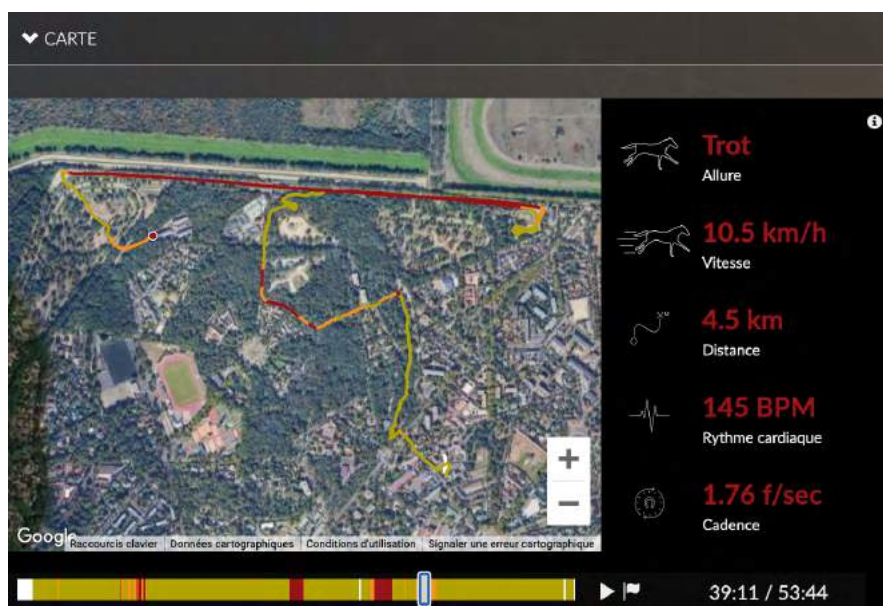 CARTE
Trot
Allure
10.5 km/h
Vitesse
4.5 km
Distance
145 BPM
Rythme cardiaque
1.76 f/sec
Cadence
+
−
Google
Raccourcis clavier
Données cartographiques
Conditions d'utilisation
Signaler une erreur cartographique
39:11 / 53:44